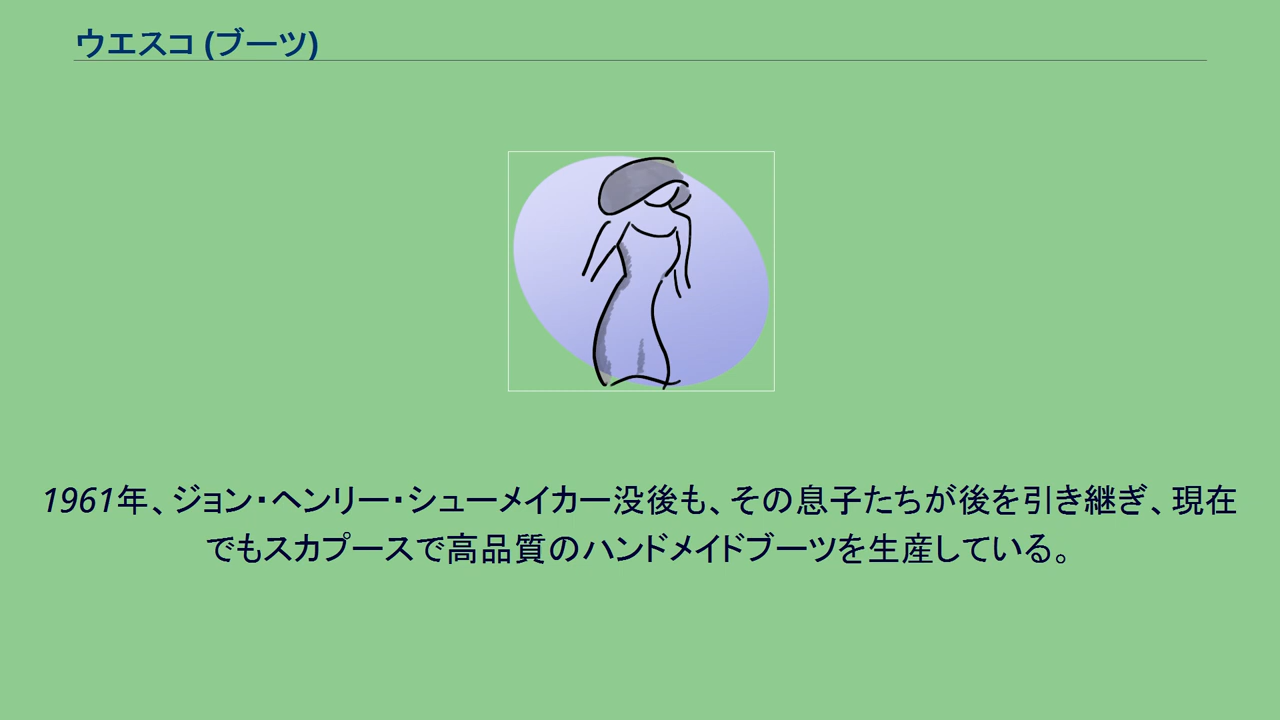 ウエスコ (ブーツ)
1961年、ジョン・ヘンリー・シューメイカー没後も、その息子たちが後を引き継ぎ、現在
でもスカプースで高品質のハンドメイドブーツを生産している。